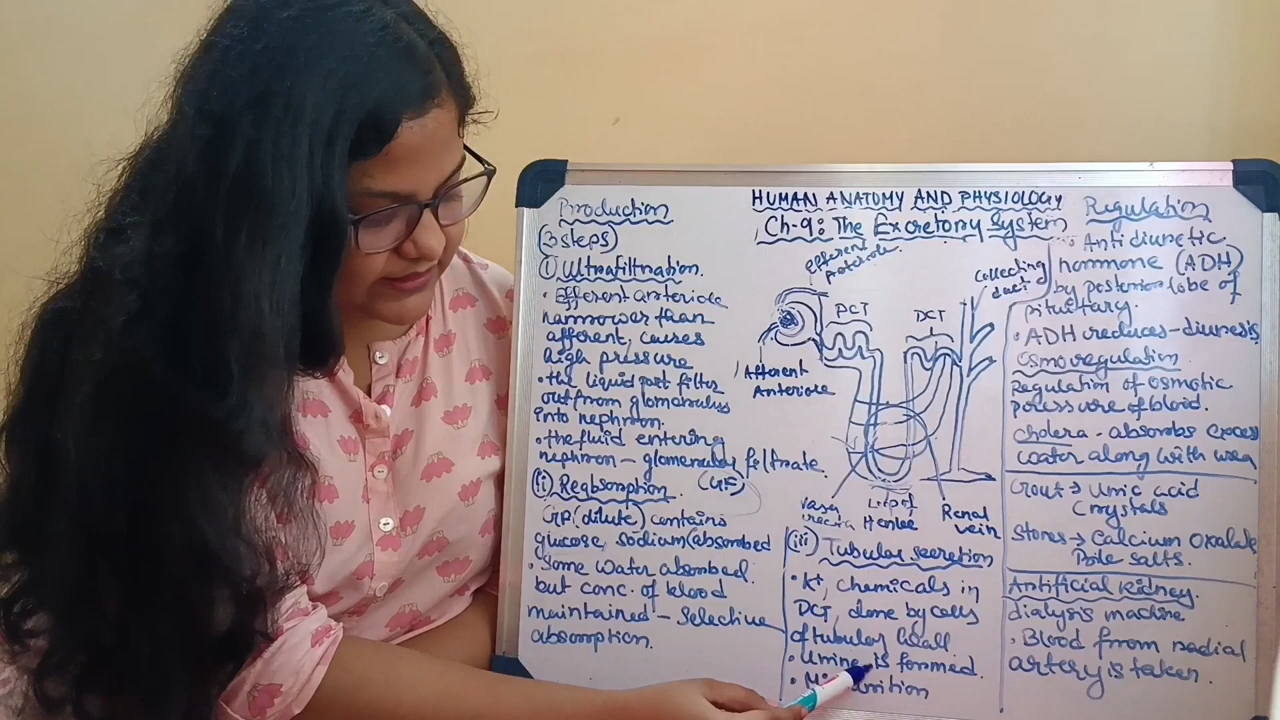 HUMAN ANATOMY AND PHYSIOLOGY
Ch-9: The Excretory System
Production
(3 steps)
(i) Ultrafiltration.
• Efferent arteriole
narrower than
afferent, causes
high pressure
• the liquid part filter
out from glomerulus
into nephron.
• the fluid entering
nephron - glomerular filtrate
(GF)
(ii) Reabsorption.
(dilute) contains
glucose, sodium (absorbed
• Some water absorbed.
but conc. of blood
maintained - Selective
absorption.
Efferent
PCT
DCT
Collecting
duct
Afferent
Arteriole
Vasa
recta
Loop of
Henlee
Renal
vein
(iii) Tubular secretion
• K+, chemicals in
DCT, done by cells
of tubular wall
• Urine is formed.
Regulation
Antidiuretic
hormone (ADH)
by posterior lobe of
pituitary.
• ADH reduces - diuresis
Osmoregulation
Regulation of osmotic
pressure of blood.
cholera - absorbs excess
water along with urea
Gout → Uric acid
Crystals
Stones → Calcium Oxalate
Bile salts.
Artificial Kidney.
dialysis machine
• Blood from radial
artery is taken.